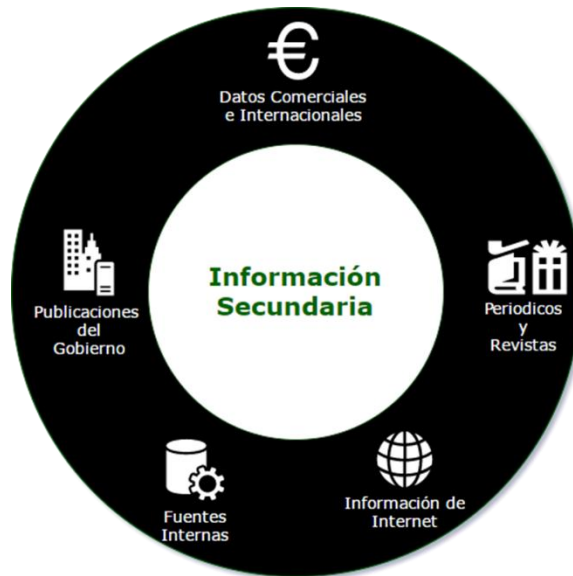 €
Datos Comerciales
e Internacionales
Información
Secundaria
Periodicos
y
Revistas
Información de
Internet
Fuentes
Internas
Publicaciones
del
Gobierno